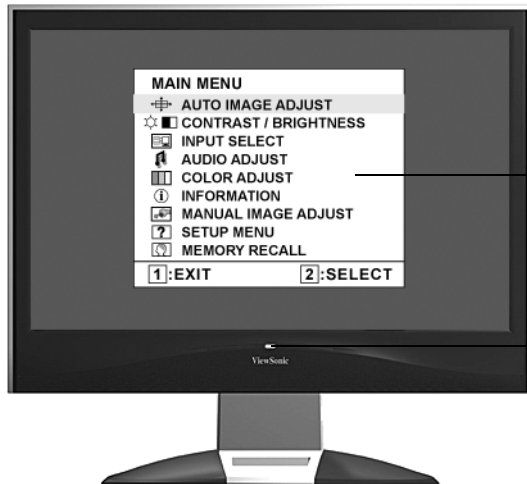 MAIN MENU
AUTO IMAGE ADJUST
CONTRAST / BRIGHTNESS
INPUT SELECT
AUDIO ADJUST
COLOR ADJUST
INFORMATION
MANUAL IMAGE ADJUST
SETUP MENU
MEMORY RECALL
1:EXIT 2:SELECT
ViewSonic